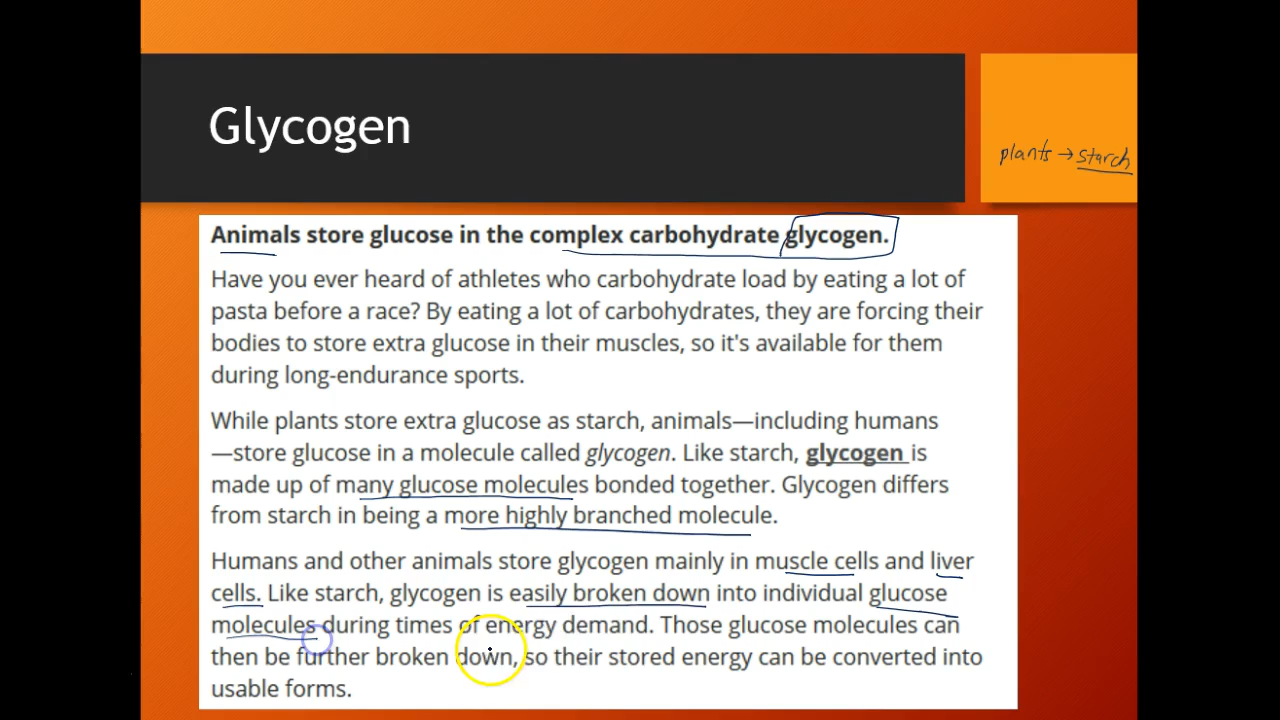 Glycogen
plants → starch
Animals store glucose in the complex carbohydrate glycogen.
Have you ever heard of athletes who carbohydrate load by eating a lot of
pasta before a race? By eating a lot of carbohydrates, they are forcing their
bodies to store extra glucose in their muscles, so it's available for them
during long-endurance sports.
While plants store extra glucose as starch, animals—including humans
—store glucose in a molecule called glycogen. Like starch, glycogen is
made up of many glucose molecules bonded together. Glycogen differs
from starch in being a more highly branched molecule.
Humans and other animals store glycogen mainly in muscle cells and liver
cells. Like starch, glycogen is easily broken down into individual glucose
molecules during times of energy demand. Those glucose molecules can
then be further broken down, so their stored energy can be converted into
usable forms.